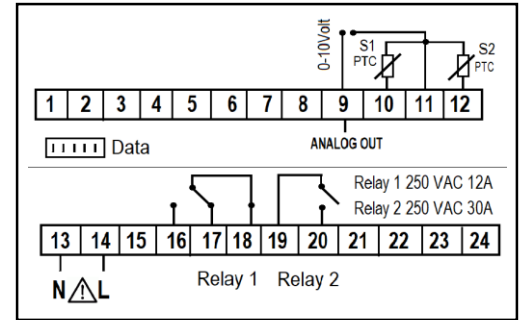 0-10Volt
S1
PTC
S2
PTC
1 2 3 4 5 6 7 8 9 10 11 12
Data
ANALOG OUT
Relay 1 250 VAC 12A
Relay 2 250 VAC 30A
13 14 15 16 17 18 19 20 21 22 23 24
N L
Relay 1 Relay 2